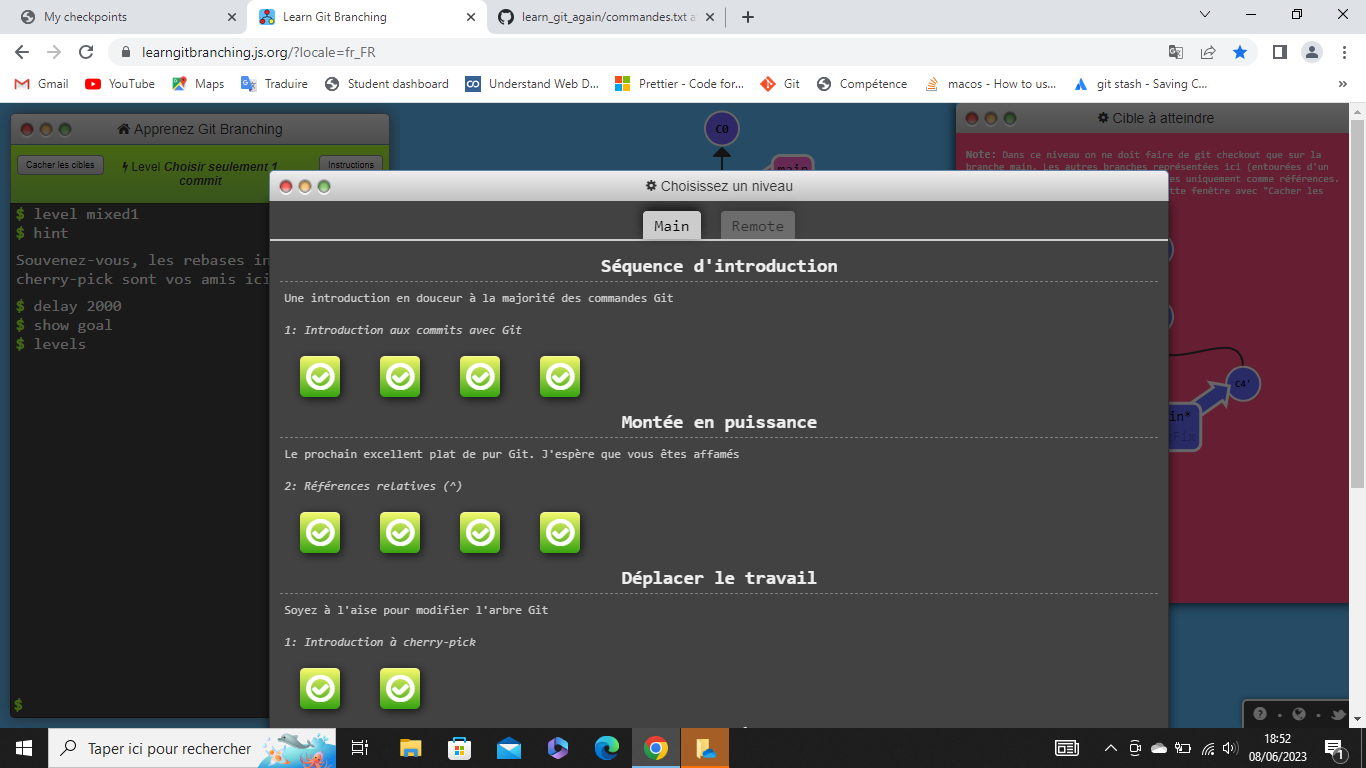 My checkpoints
Learn Git Branching
learn_git_again/commandes.txt a
learngitbranching.js.org/?locale=fr_FR
Gmail
YouTube
Maps
Traduire
Student dashboard
Understand Web D...
Prettier - Code for...
Git
Compétence
macos - How to us...
git stash - Saving C...
Apprenez Git Branching
Cacher les cibles
Level Choisir seulement 1
commit
Instructions
$ level mixed1
$ hint
Souvenez-vous, les rebases in
cherry-pick sont vos amis ici
$ delay 2000
$ show goal
$ levels
$
C0
main
Cible à atteindre
Note: Dans ce niveau on ne doit faire de git checkout que sur la
branche main. Les autres branches représentées ici (entourées d'un
es uniquement comme références.
tte fenêtre avec "Cacher les
C4'
in*
Fix
Choisissez un niveau
Main
Remote
Séquence d'introduction
Une introduction en douceur à la majorité des commandes Git
1: Introduction aux commits avec Git
Montée en puissance
Le prochain excellent plat de pur Git. J'espère que vous êtes affamés
2: Références relatives (^)
Déplacer le travail
Soyez à l'aise pour modifier l'arbre Git
1: Introduction à cherry-pick
Taper ici pour rechercher
18:52
08/06/2023
1